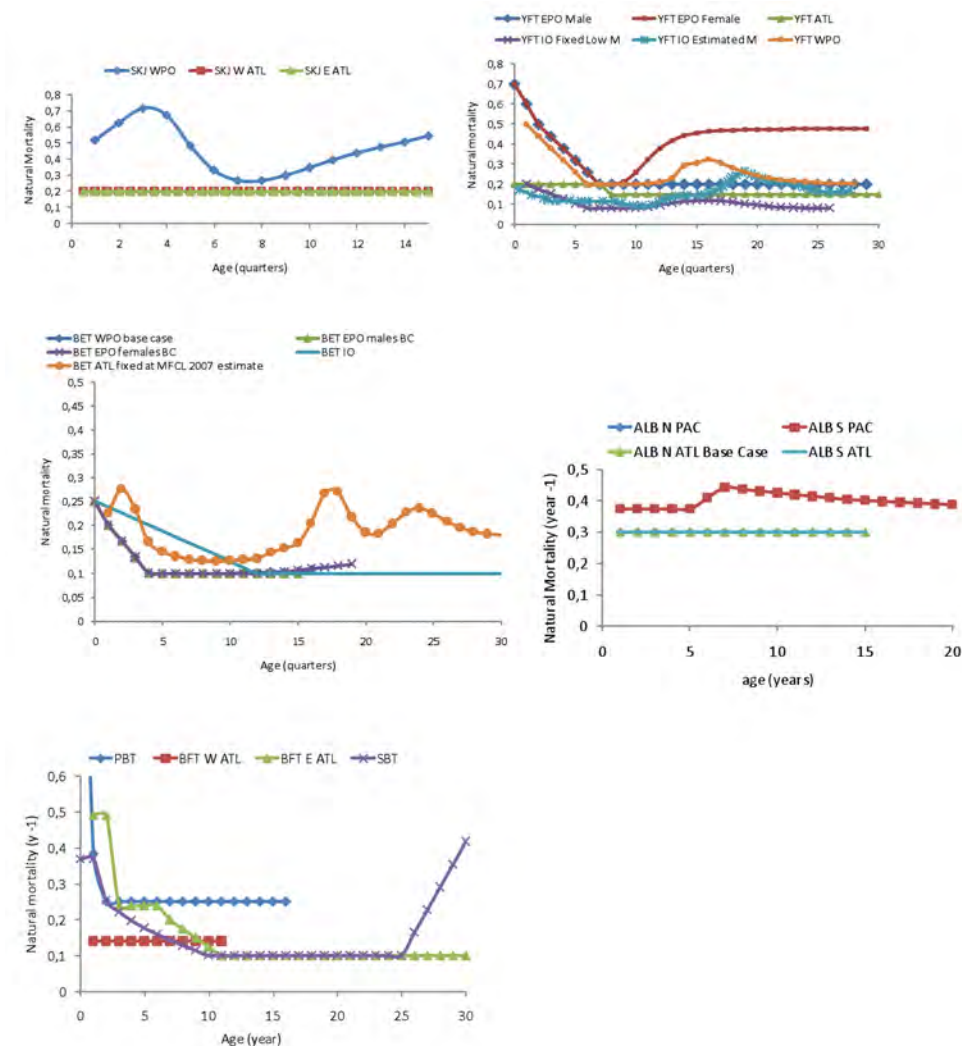 SKJ WPO SKJ W ATL SKJ E ATL
0,8
0,7
0,6
0,5
0,4
0,3
0,2
0,1
0
Natural Mortality
0 2 4 6 8 10 12 14
Age (quarters)
YFT EPO Male YFT EPO Female YFT ATL
YFT IO Fixed Low M YFT IO Estimated M YFT WPO
0,8
0,7
0,6
0,5
0,4
0,3
0,2
0,1
0
Natural mortality
0 5 10 15 20 25 30
Age (quarters)
BET WPO base case BET EPO males BC
BET EPO females BC BET IO
BET ATL fixed at MFCL 2007 estimate
0,5
0,45
0,4
0,35
0,3
0,25
0,2
0,15
0,1
0,05
0
Natural mortality
0 5 10 15 20 25 30
Age (quarters)
ALB N PAC ALB S PAC
ALB N ATL Base Case ALB S ATL
0,5
0,4
0,3
0,2
0,1
0
Natural Mortality (year -1)
0 5 10 15 20
age (years)
PBT BFT W ATL BFT E ATL SBT
0,6
0,5
0,4
0,3
0,2
0,1
0
Natural mortality (y -1)
0 5 10 15 20 25 30
Age (year)